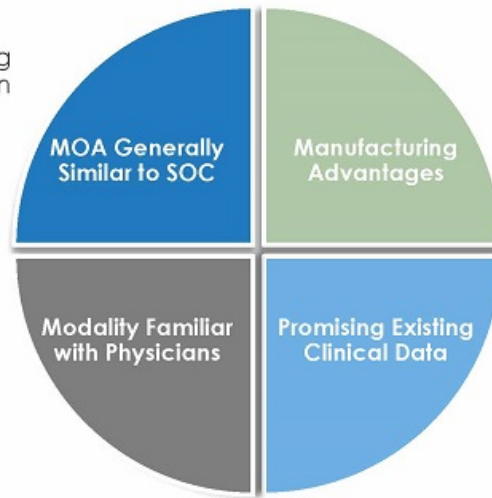 MOA Generally
Similar to SOC
Manufacturing
Advantages
Modality Familiar
with Physicians
Promising Existing
Clinical Data